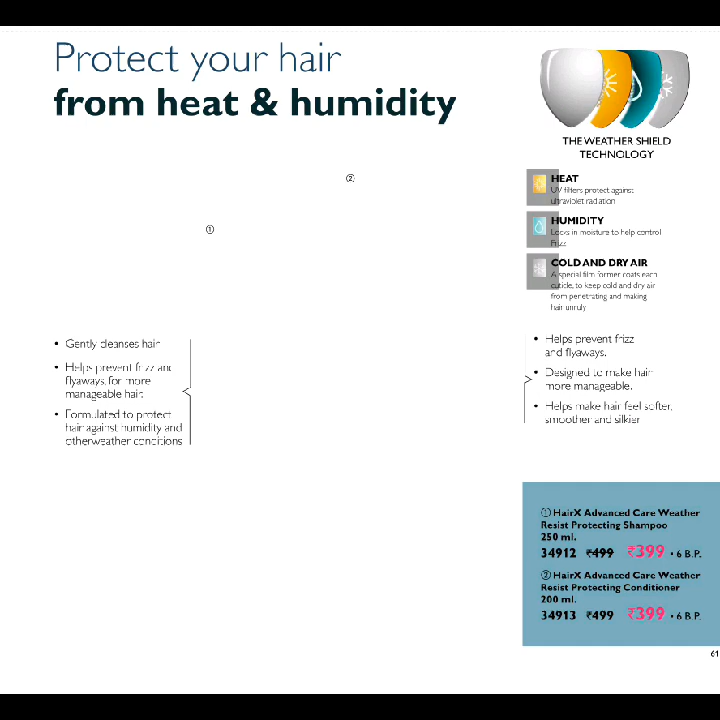 Protect your hair
from heat & humidity
THE WEATHER SHIELD
TECHNOLOGY
②
①
HEAT
UV filters protect against
ultraviolet radiation
HUMIDITY
Locks in moisture to help control
Frizz
COLD AND DRY AIR
A special film former coats each
cuticle, to keep cold and dry air
from penetrating and making
hair unruly
• Gently cleanses hair
• Helps prevent frizz and
flyaways, for more
manageable hair.
• Formulated to protect
hair against humidity and
otherweather conditions
• Helps prevent frizz
and flyaways.
• Designed to make hair
more manageable.
• Helps make hair feel softer,
smoother and silkier
① HairX Advanced Care Weather
Resist Protecting Shampoo
250 ml.
34912 ₹499 ₹399 • 6 B.P.
② HairX Advanced Care Weather
Resist Protecting Conditioner
200 ml.
34913 ₹499 ₹399 • 6 B.P.
61